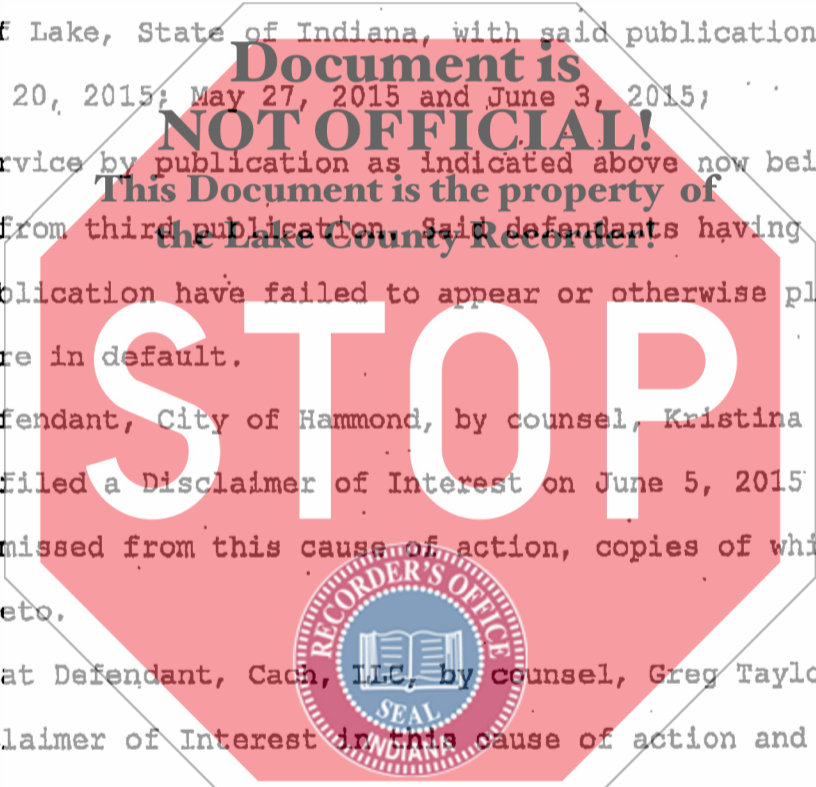 f Lake, State of Indiana, with said publication
Document is
20, 2015; May 27, 2015 and June 3, 2015;
NOT OFFICIAL!
rvice by publication as indicated above now bei
This Document is the property of
from third publication. Said defendants having
the Lake County Recorder!
blication have failed to appear or otherwise pl
STOP
re in default.
fendant, City of Hammond, by counsel, Kristina
filed a Disclaimer of Interest on June 5, 2015
missed from this cause of action, copies of whi
eto.
RECORDER'S OFFICE
at Defendant, Cach, LLC, by counsel, Greg Taylo
SEAL
laimer of Interest in this cause of action and
INDIANA